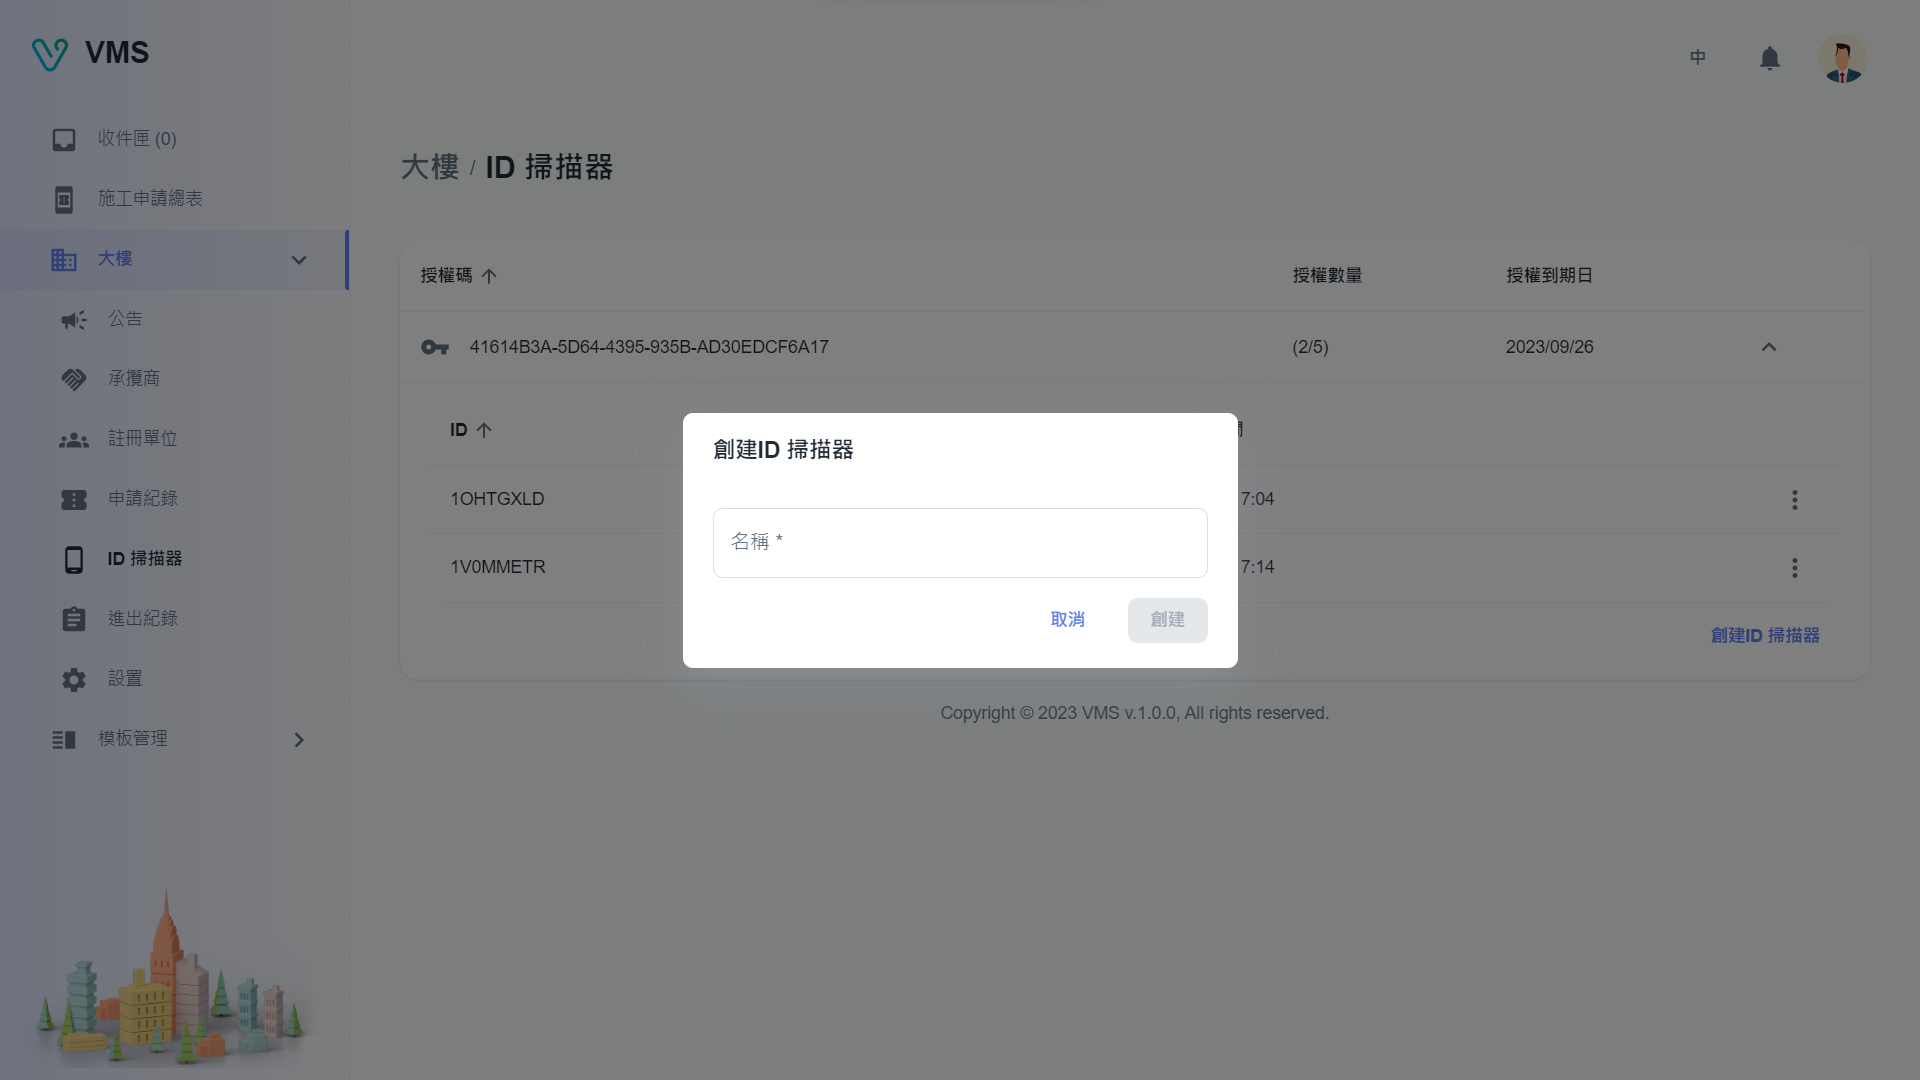 VMS
中
收件匣 (0)
施工申請總表
大樓
公告
承攬商
註冊單位
申請紀錄
ID 掃描器
進出紀錄
設置
模板管理
大樓 / ID 掃描器
授權碼 授權數量 授權到期日
41614B3A-5D64-4395-935B-AD30EDCF6A17 (2/5) 2023/09/26
ID
1OHTGXLD 7:04
1V0MMETR 7:14
創建ID 掃描器
創建ID 掃描器
名稱 *
取消 創建
Copyright © 2023 VMS v.1.0.0, All rights reserved.